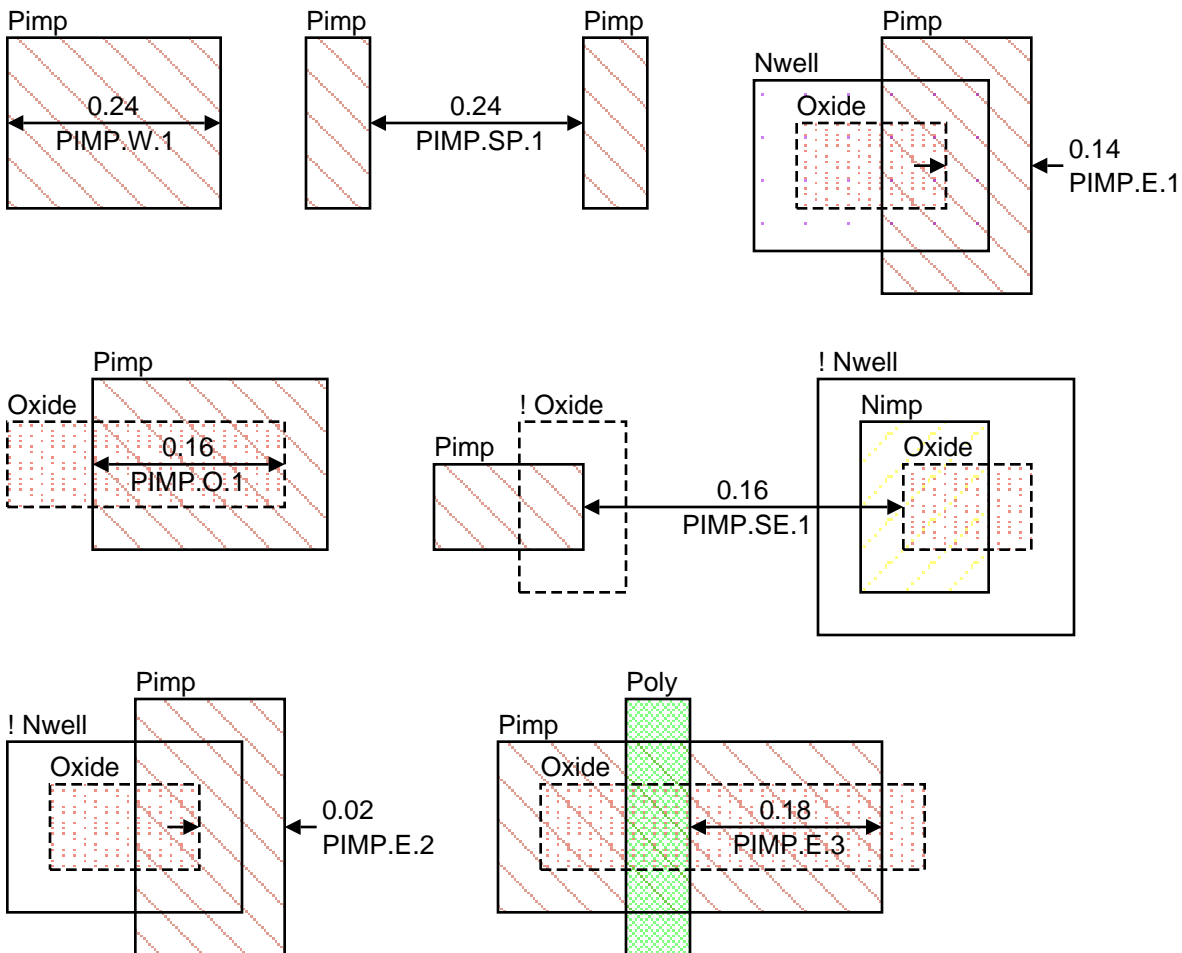 Pimp
0.24
PIMP.W.1
Pimp
Pimp
0.24
PIMP.SP.1
Pimp
Nwell
Oxide
0.14
PIMP.E.1
Pimp
Oxide
0.16
PIMP.O.1
! Oxide
Pimp
0.16
PIMP.SE.1
! Nwell
Nimp
Oxide
Pimp
! Nwell
Oxide
0.02
PIMP.E.2
Poly
Pimp
Oxide
0.18
PIMP.E.3